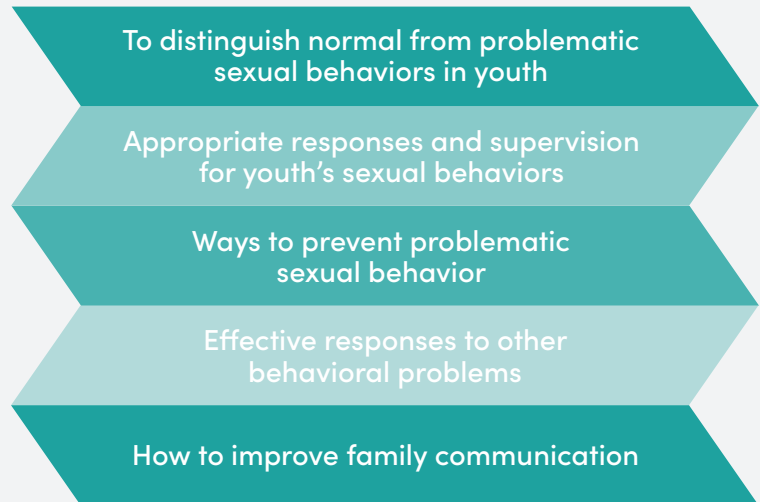 To distinguish normal from problematic
sexual behaviors in youth
Appropriate responses and supervision
for youth’s sexual behaviors
Ways to prevent problematic
sexual behavior
Effective responses to other
behavioral problems
How to improve family communication